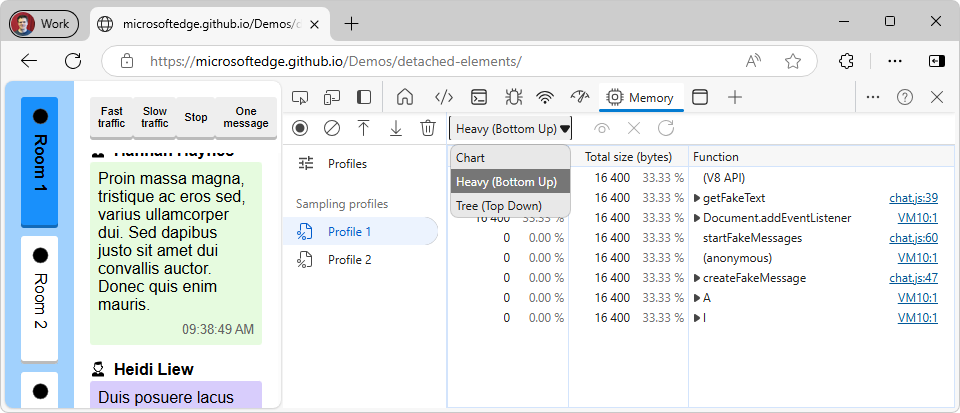 Work
microsoftedge.github.io/Demos/d
https://microsoftedge.github.io/Demos/detached-elements/
Room 1
Room 2
Fast traffic
Slow traffic
Stop
One message
Hannah Haynes
Proin massa magna,
tristique ac eros sed,
varius ullamcorper
dui. Sed dapibus
justo sit amet dui
convallis auctor.
Donec quis enim
mauris.
09:38:49 AM
Heidi Liew
Duis posuere lacus
Memory
Heavy (Bottom Up)
Chart
Heavy (Bottom Up)
Tree (Top Down)
Profiles
Sampling profiles
Profile 1
Profile 2
Total size (bytes) Function
16 400 33.33 % (V8 API)
16 400 33.33 % getFakeText chat.js:39
16 400 33.33 % 16 400 33.33 % Document.addEventListener VM10:1
0 0.00 % 16 400 33.33 % startFakeMessages chat.js:60
0 0.00 % 16 400 33.33 % (anonymous) VM10:1
0 0.00 % 16 400 33.33 % createFakeMessage chat.js:47
0 0.00 % 16 400 33.33 % A VM10:1
0 0.00 % 16 400 33.33 % l VM10:1